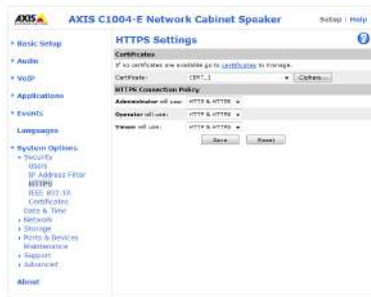 AXIS
AXIS C1004-E Network Cabinet Speaker
Setup | Help
Basic Setup
Audio
VoIP
Applications
Events
Languages
System Options
Security
Users
IP Address Filter
HTTPS
IEEE 802.1X
Certificates
Date & Time
Network
Storage
Ports & Devices
Maintenance
Support
Advanced
About
HTTPS Settings
?
Certificates
If no certificates are available go to certificates to manage.
Certificate: CERT_1 Ciphers...
HTTPS Connection Policy
Administrator will use: HTTP & HTTPS
Operator will use: HTTP & HTTPS
Viewer will use: HTTP & HTTPS
Save Reset